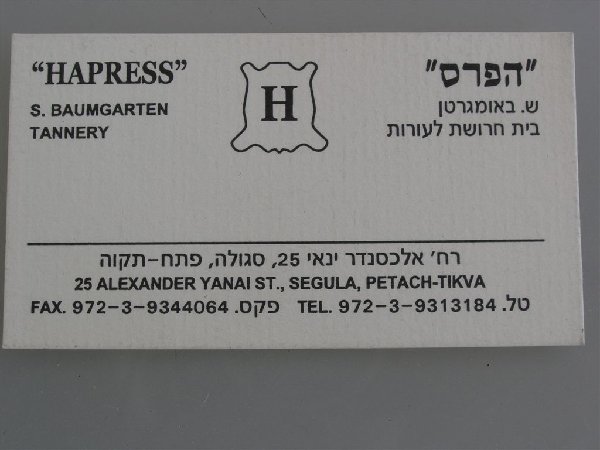 "HAPRESS"
S. BAUMGARTEN
TANNERY
H
"הפרס"
ש. באומגרטן
בית חרושת לעורות
רח' אלכסנדר ינאי 25, סגולה, פתח-תקוה
25 ALEXANDER YANAI ST., SEGULA, PETACH-TIKVA
FAX. 972-3-9344064 .פקס TEL. 972-3-9313184 .טל